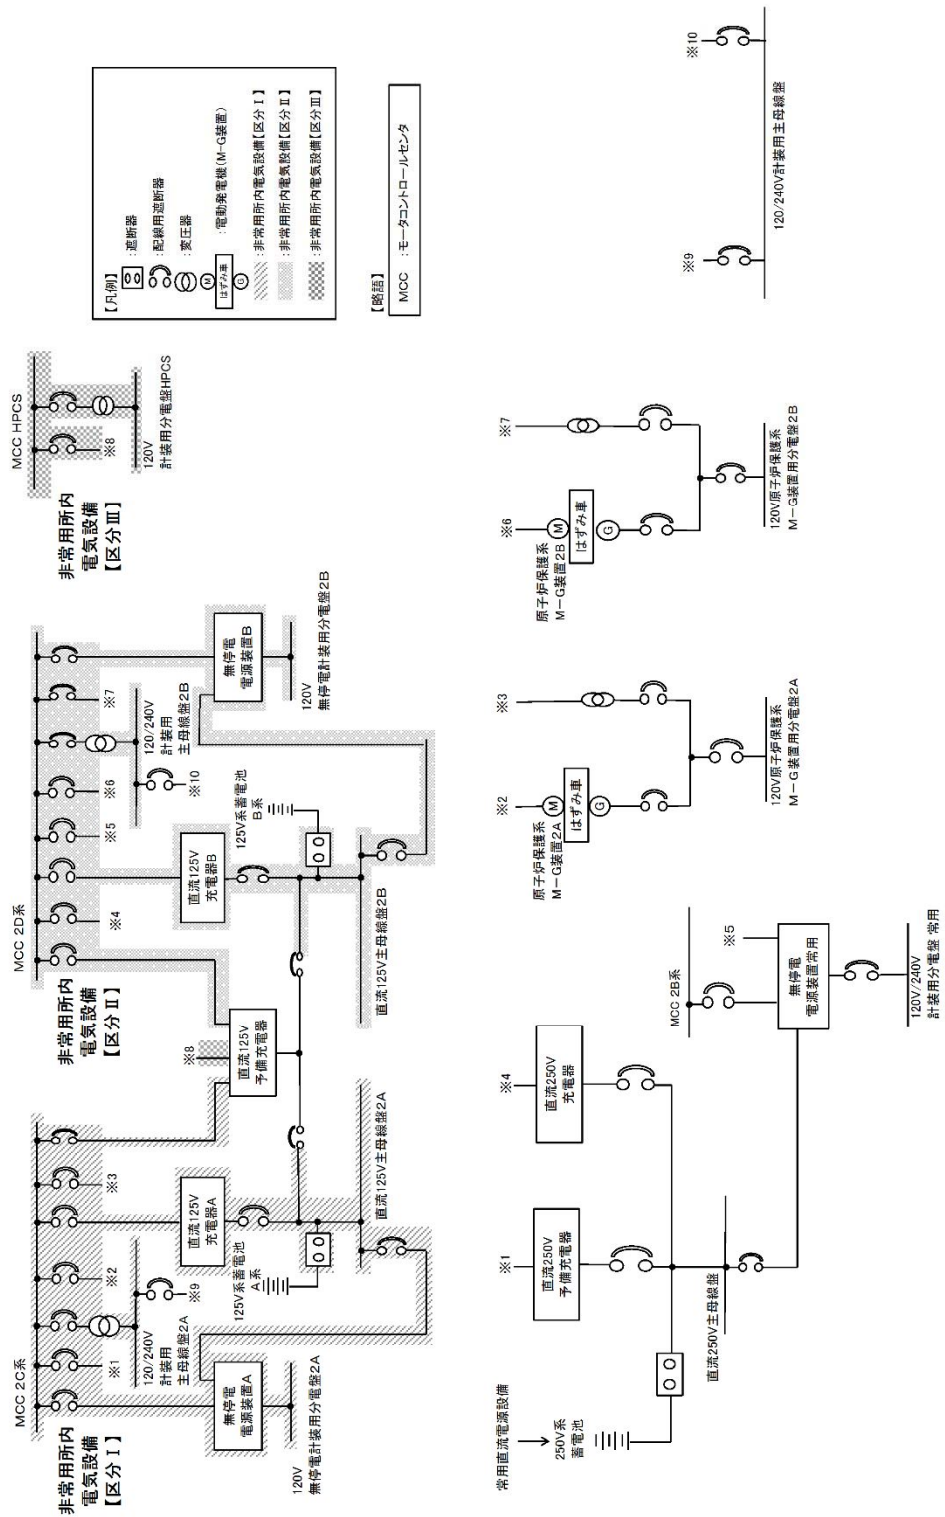 非常用所内
電気設備
【区分Ⅰ】
MCC 2C系
※1
※2
※3
120/240V
計装用
主母線盤2A
※9
無停電
電源装置A
120V
無停電計装用分電盤2A
直流125V
充電器A
125V系蓄電池
A系
直流125V主母線盤2A
※8
直流125V
予備充電器
非常用所内
電気設備
【区分Ⅱ】
MCC 2D系
※4
※5
※6
※7
120/240V
計装用
主母線盤2B
※10
直流125V
充電器B
125V系蓄電池
B系
直流125V主母線盤2B
無停電
電源装置B
120V
無停電計装用分電盤2B
非常用所内
電気設備
【区分Ⅲ】
MCC HPCS
※8
120V
計装用分電盤HPCS
【凡例】
:遮断器
:配線用遮断器
:変圧器
M
はずみ車
G
:電動発電機(M-G装置)
:非常用所内電気設備【区分Ⅰ】
:非常用所内電気設備【区分Ⅱ】
:非常用所内電気設備【区分Ⅲ】
【略語】
MCC :モータコントロールセンタ
常用直流電源設備
250V系
蓄電池
※1
直流250V
予備充電器
※4
直流250V
充電器
直流250V主母線盤
MCC 2B系
※5
無停電
電源装置常用
120V/240V
計装用分電盤 常用
※2
原子炉保護系
M-G装置2A
M
はずみ車
G
※3
120V原子炉保護系
M-G装置用分電盤2A
※6
原子炉保護系
M-G装置2B
M
はずみ車
G
※7
120V原子炉保護系
M-G装置用分電盤2B
※9
※10
120/240V計装用主母線盤